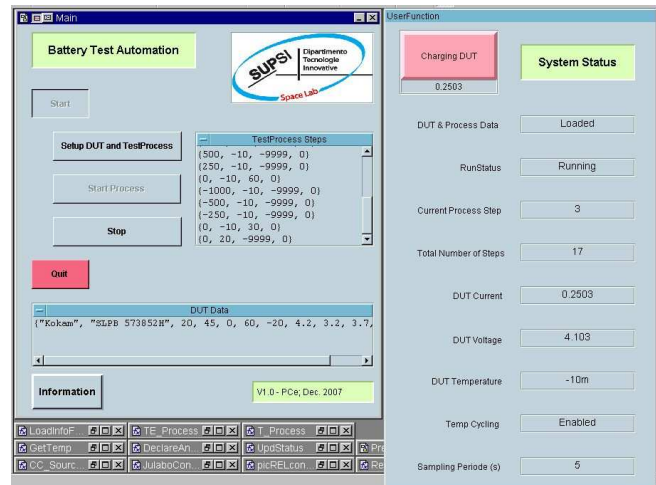 Main
Battery Test Automation
SUPSI
Dipartimento
Tecnologie
Innovative
Space Lab
Start
Setup DUT and TestProcess
Start Process
Stop
Quit
TestProcess Steps
{500, -10, -9999, 0}
{250, -10, -9999, 0}
{0, -10, 60, 0}
{-1000, -10, -9999, 0}
{-500, -10, -9999, 0}
{-250, -10, -9999, 0}
{0, -10, 30, 0}
{0, 20, -9999, 0}
DUT Data
{"Kokam", "SLPB 573852H", 20, 45, 0, 60, -20, 4.2, 3.2, 3.7,
Information
V1.0 - PCe; Dec. 2007
LoadInfoF... TE_Process T_Process
GetTemp DeclareAn... UpdStatus Pre
CC_Sourc... JulaboCon... picRELcon... Re
UserFunction
Charging DUT
0.2503
System Status
DUT & Process Data Loaded
RunStatus Running
Current Process Step 3
Total Number of Steps 17
DUT Current 0.2503
DUT Voltage 4.103
DUT Temperature -10m
Temp Cycling Enabled
Sampling Periode (s) 5